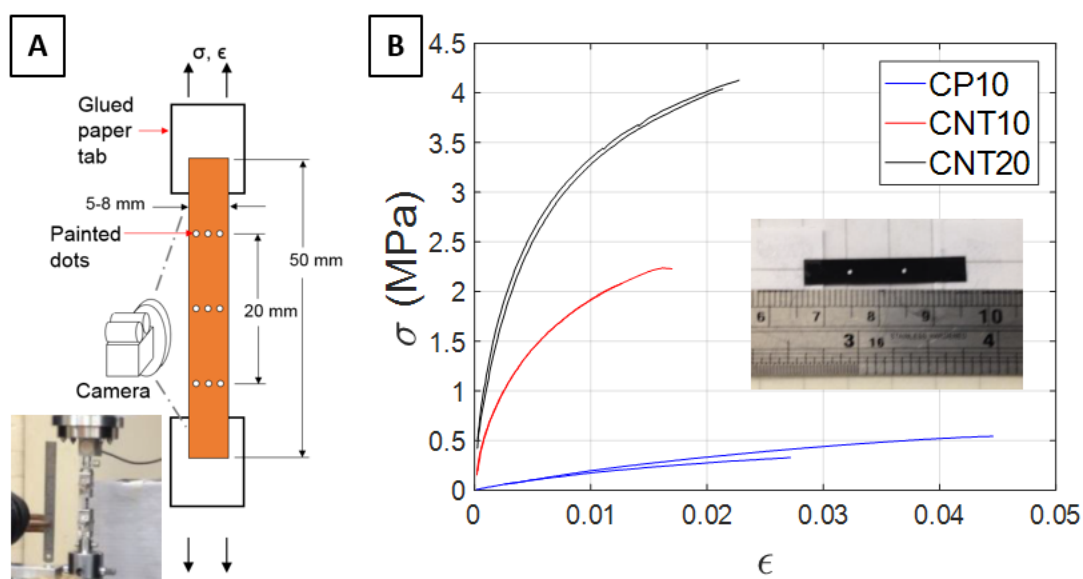 A
σ, ϵ
Glued
paper
tab
5-8 mm
Painted
dots
50 mm
20 mm
Camera
B
4.5
4
3.5
3
2.5
2
1.5
1
0.5
0
σ (MPa)
0
0.01
0.02
0.03
0.04
0.05
ϵ
CP10
CNT10
CNT20
6
7
8
9
10
3
16
4